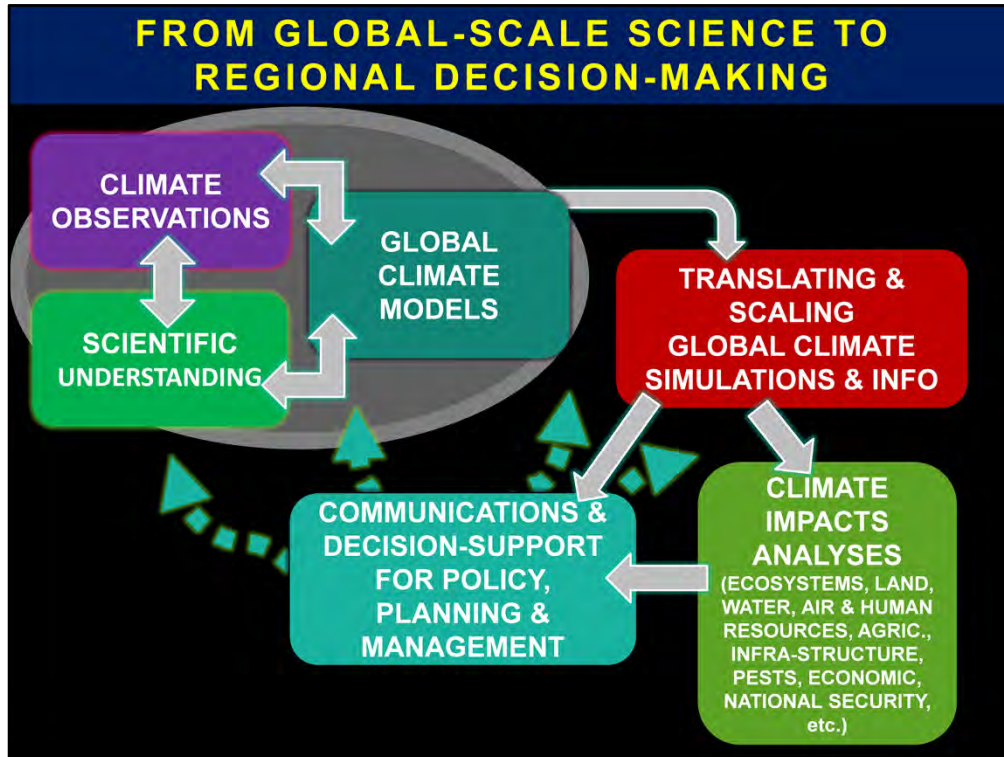 FROM GLOBAL-SCALE SCIENCE TO
REGIONAL DECISION-MAKING
CLIMATE
OBSERVATIONS
SCIENTIFIC
UNDERSTANDING
GLOBAL
CLIMATE
MODELS
TRANSLATING &
SCALING
GLOBAL CLIMATE
SIMULATIONS & INFO
COMMUNICATIONS &
DECISION-SUPPORT
FOR POLICY,
PLANNING &
MANAGEMENT
CLIMATE
IMPACTS
ANALYSES
(ECOSYSTEMS, LAND,
WATER, AIR & HUMAN
RESOURCES, AGRIC.,
INFRA-STRUCTURE,
PESTS, ECONOMIC,
NATIONAL SECURITY,
etc.)